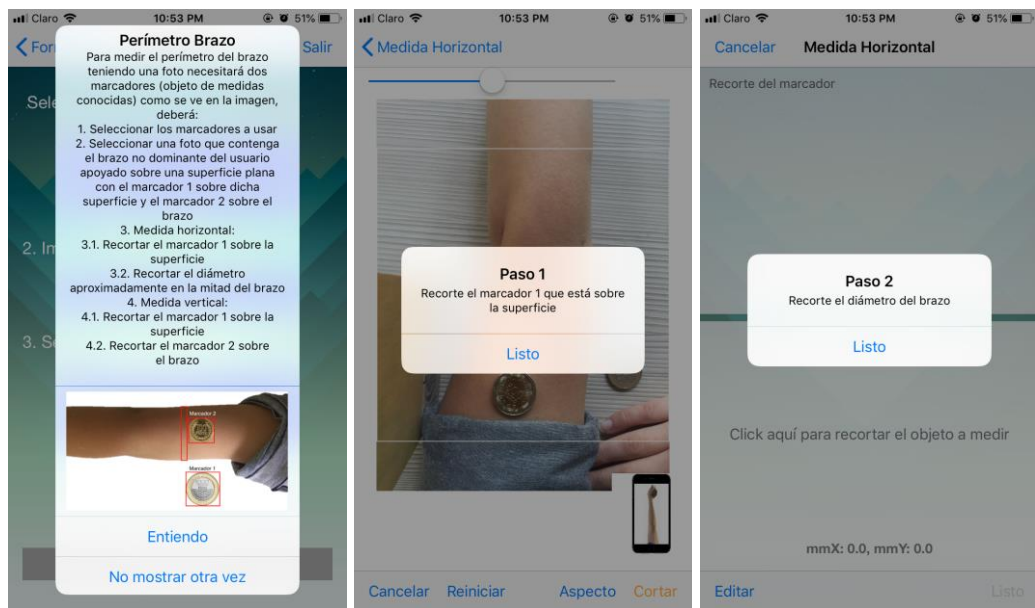 Claro 10:53 PM 51%
Perímetro Brazo
Salir
Para medir el perímetro del brazo
teniendo una foto necesitará dos
marcadores (objeto de medidas
conocidas) como se ve en la imagen,
deberá:
1. Seleccionar los marcadores a usar
2. Seleccionar una foto que contenga
el brazo no dominante del usuario
apoyado sobre una superficie plana
con el marcador 1 sobre dicha
superficie y el marcador 2 sobre el
brazo
3. Medida horizontal:
3.1. Recortar el marcador 1 sobre la
superficie
3.2. Recortar el diámetro
aproximadamente en la mitad del brazo
4. Medida vertical:
4.1. Recortar el marcador 1 sobre la
superficie
4.2. Recortar el marcador 2 sobre
el brazo
Marcador 2
Marcador 1
Entiendo
No mostrar otra vez
For
Sele
2. Im
3. Se
Claro 10:53 PM 51%
Medida Horizontal
Paso 1
Recorte el marcador 1 que está sobre
la superficie
Listo
Cancelar Reiniciar Aspecto Cortar
Claro 10:53 PM 51%
Cancelar Medida Horizontal
Recorte del marcador
Paso 2
Recorte el diámetro del brazo
Listo
Click aquí para recortar el objeto a medir
mmX: 0.0, mmY: 0.0
Editar Listo